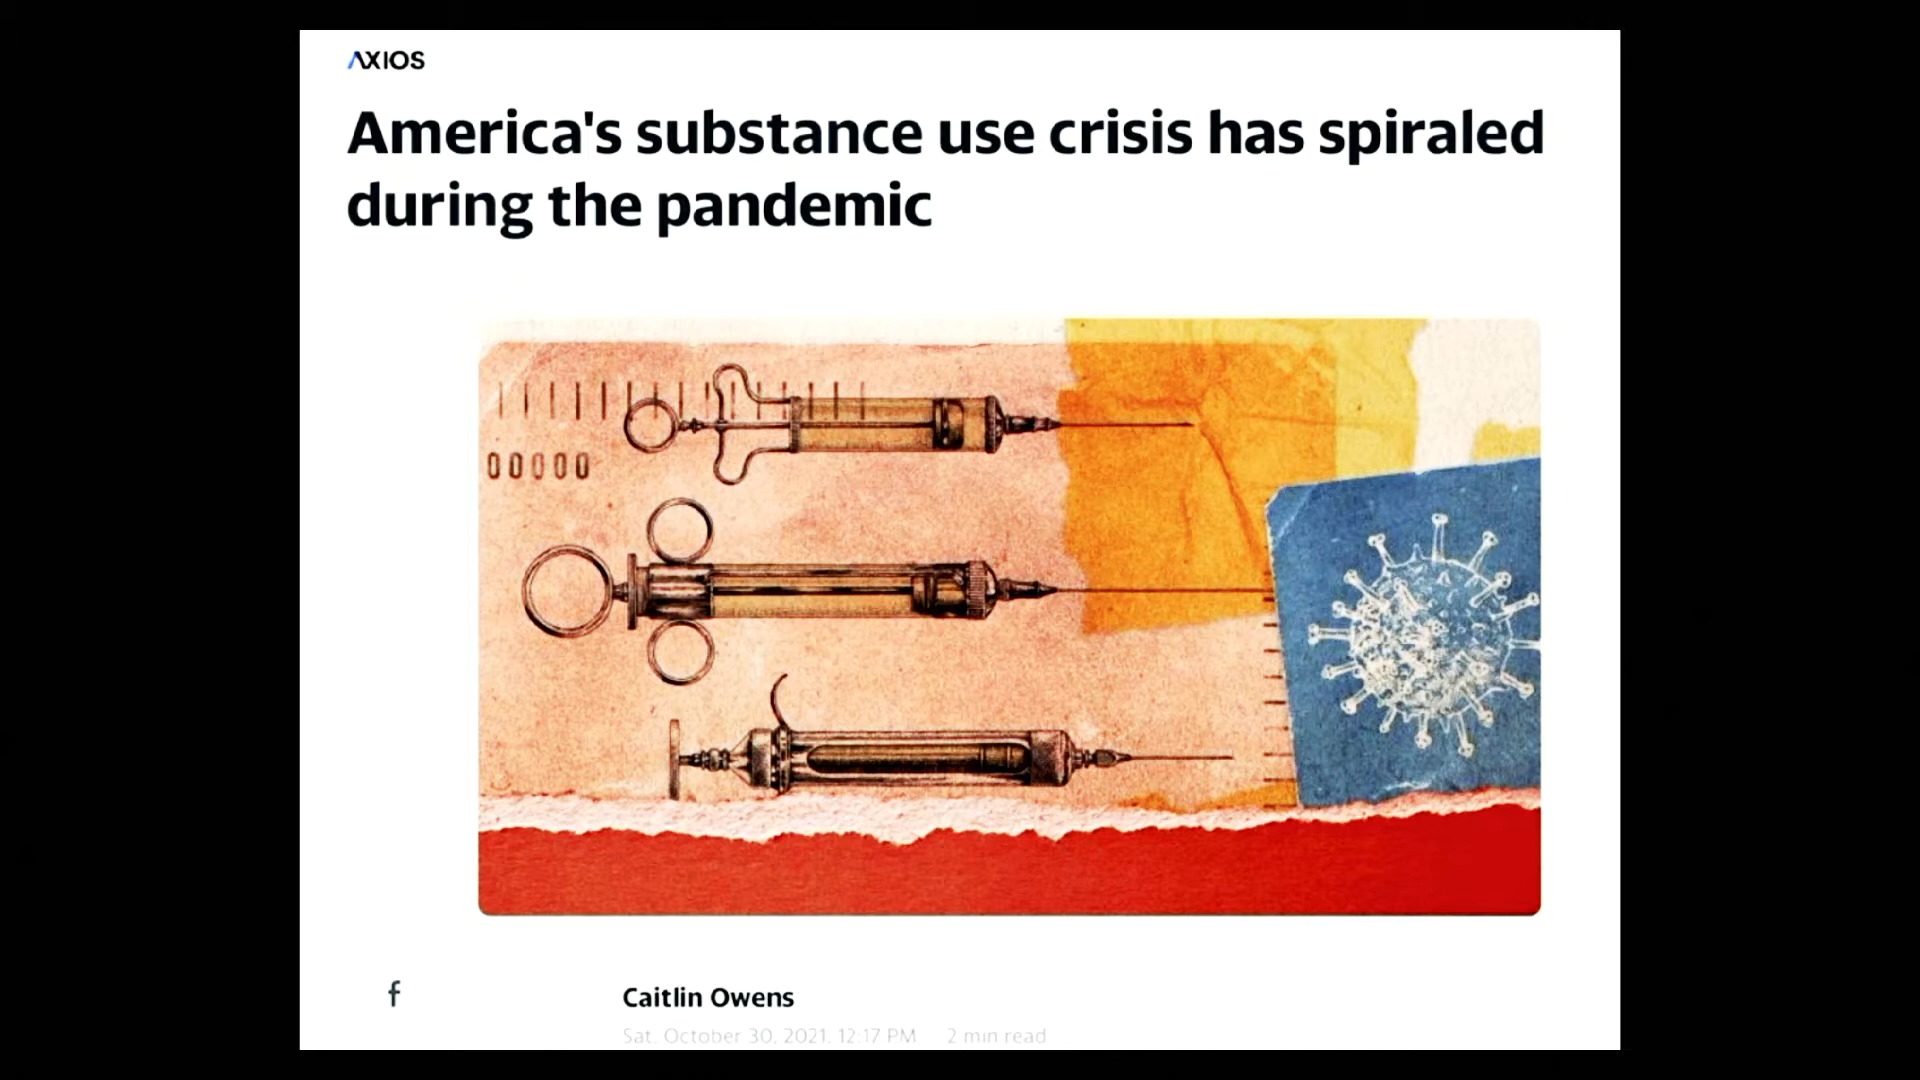 AXIOS
America's substance use crisis has spiraled
during the pandemic
00000
f
Caitlin Owens
Sat, October 30, 2021, 12:17 PM 2 min read